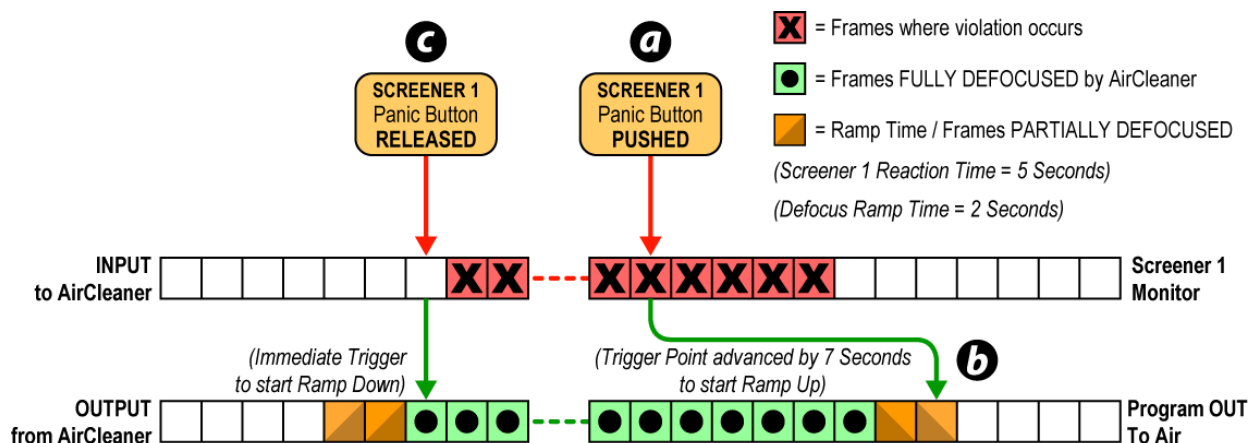 c
a
SCREENER 1
Panic Button
RELEASED
SCREENER 1
Panic Button
PUSHED
X = Frames where violation occurs
= Frames FULLY DEFOCUSED by AirCleaner
= Ramp Time / Frames PARTIALLY DEFOCUSED
(Screener 1 Reaction Time = 5 Seconds)
(Defocus Ramp Time = 2 Seconds)
INPUT
to AirCleaner
X X X X X X X X
Screener 1
Monitor
(Immediate Trigger
to start Ramp Down)
(Trigger Point advanced by 7 Seconds
to start Ramp Up)
b
OUTPUT
from AirCleaner
Program OUT
To Air